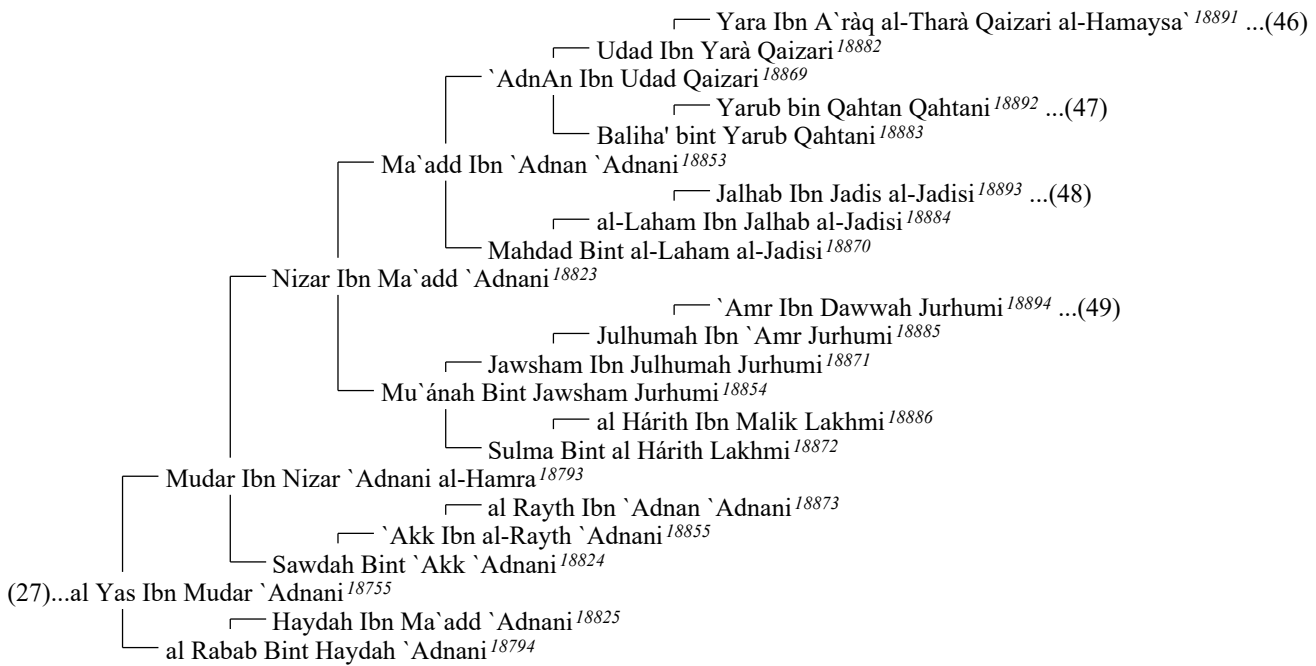 Yara Ibn A`ràq al-Tharà Qaizari al-Hamaysa` 18891 ...(46)
Udad Ibn Yarà Qaizari 18882
`AdnAn Ibn Udad Qaizari 18869
Yarub bin Qahtan Qahtani 18892 ...(47)
Baliha' bint Yarub Qahtani 18883
Ma`add Ibn `Adnan `Adnani 18853
Jalhab Ibn Jadis al-Jadisi 18893 ...(48)
al-Laham Ibn Jalhab al-Jadisi 18884
Mahdad Bint al-Laham al-Jadisi 18870
Nizar Ibn Ma`add `Adnani 18823
`Amr Ibn Dawwah Jurhumi 18894 ...(49)
Julhumah Ibn `Amr Jurhumi 18885
Jawsham Ibn Julhumah Jurhumi 18871
Mu`ánah Bint Jawsham Jurhumi 18854
al Hárith Ibn Malik Lakhmi 18886
Sulma Bint al Hárith Lakhmi 18872
Mudar Ibn Nizar `Adnani al-Hamra 18793
al Rayth Ibn `Adnan `Adnani 18873
`Akk Ibn al-Rayth `Adnani 18855
Sawdah Bint `Akk `Adnani 18824
(27)...al Yas Ibn Mudar `Adnani 18755
Haydah Ibn Ma`add `Adnani 18825
al Rabab Bint Haydah `Adnani 18794